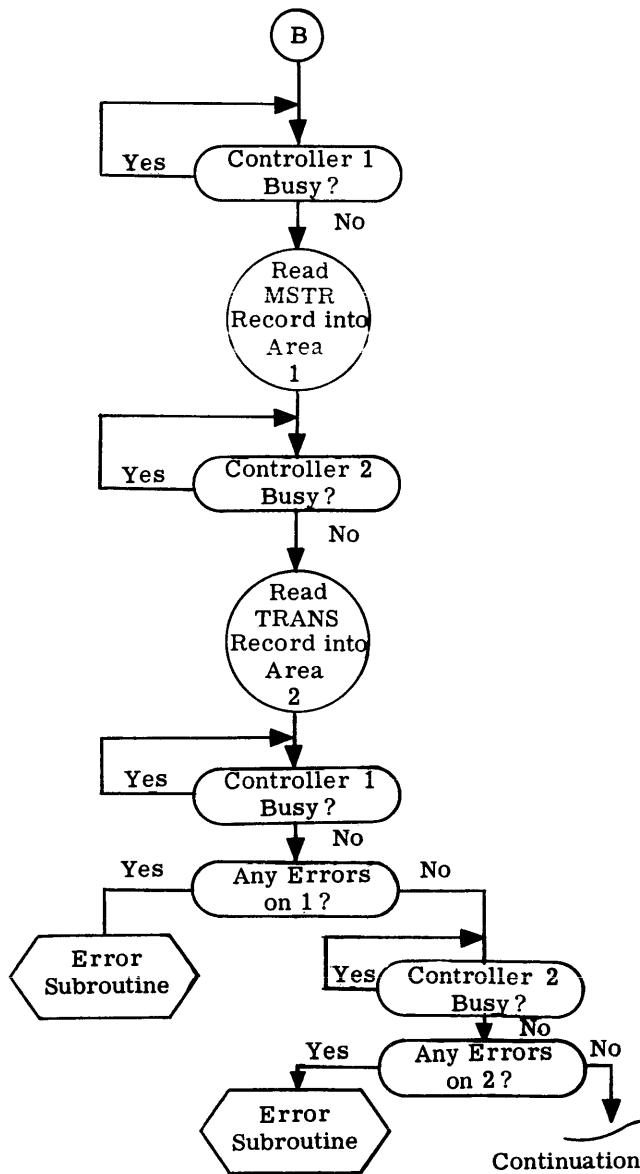 B
Controller 1
Yes
Busy?
No
Read
MSTR
Record into
Area
1
Controller 2
Yes
Busy?
No
Read
TRANS
Record into
Area
2
Controller 1
Yes
Busy?
No
Yes
Any Errors
on 1?
No
Error
Subroutine
Controller 2
Yes
Busy?
No
Yes
Any Errors
on 2?
No
Error
Subroutine
Continuation